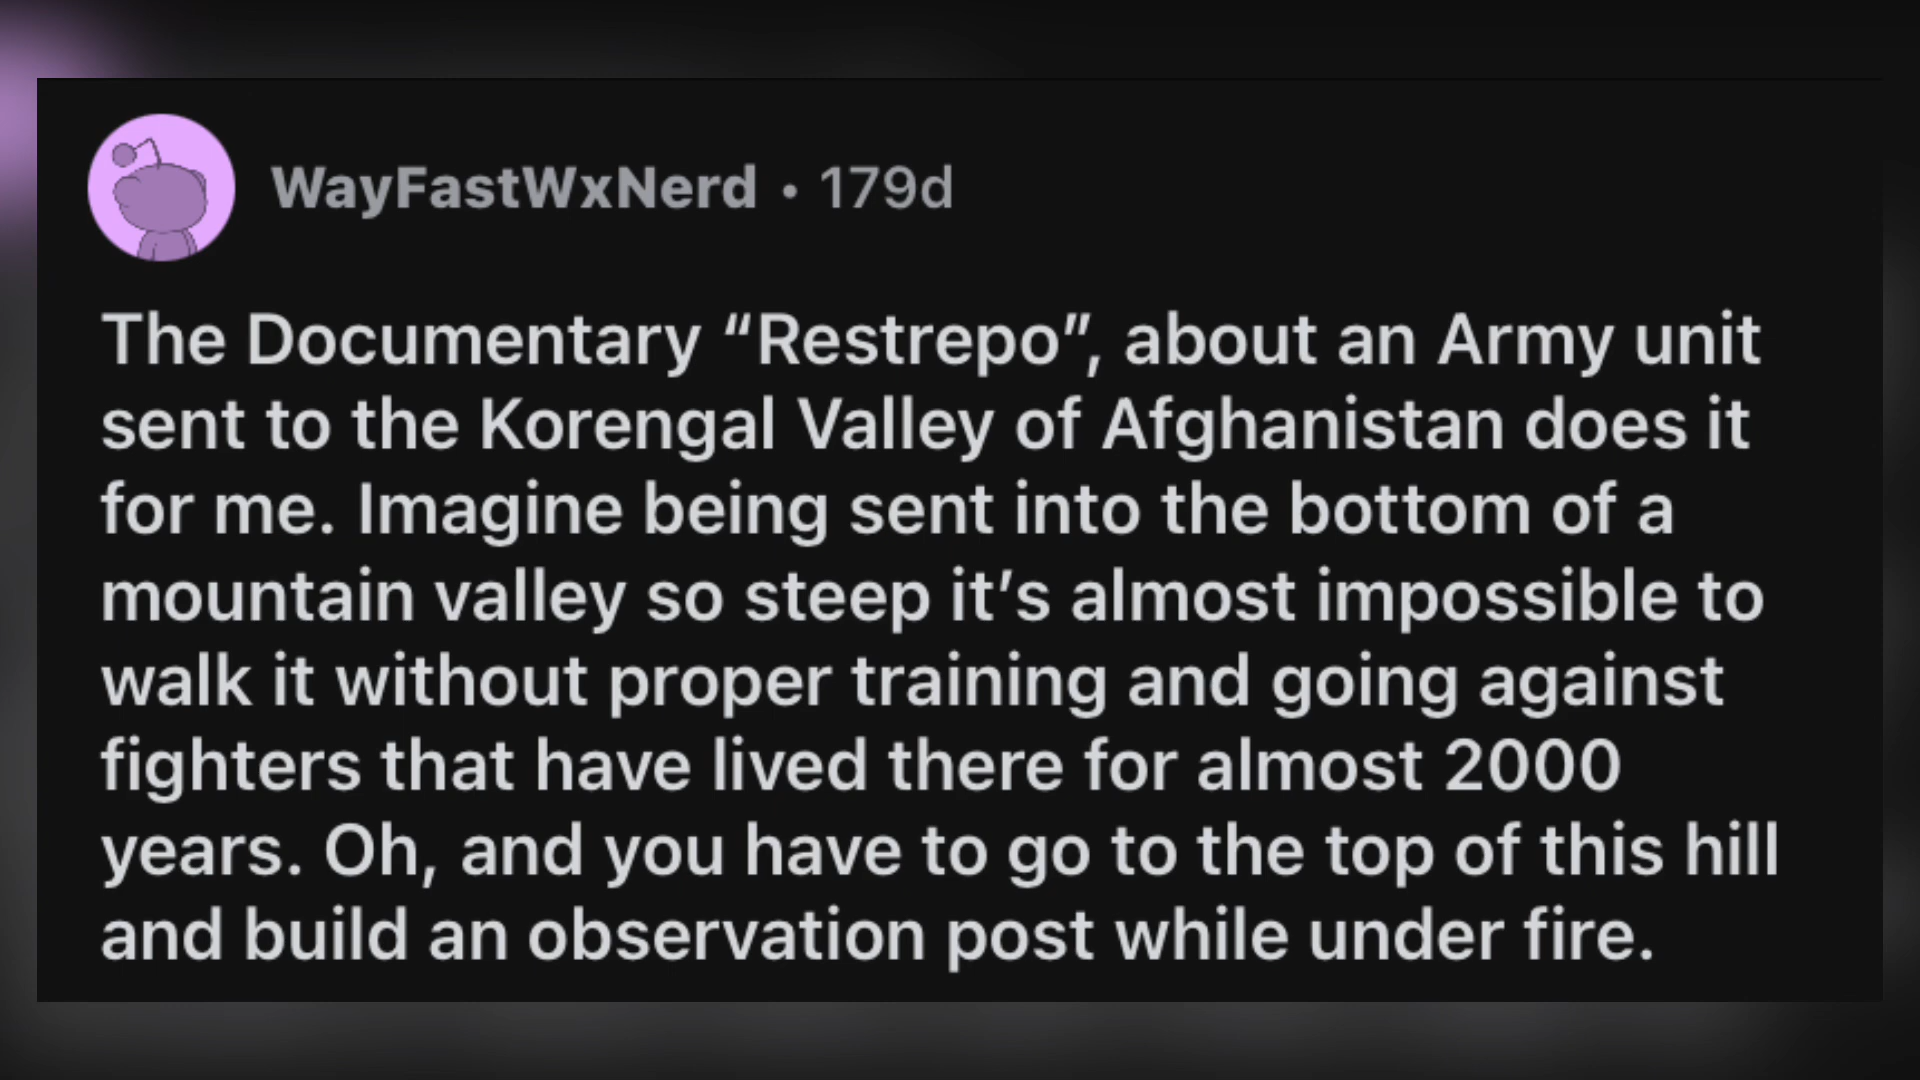 WayFastWxNerd • 179d
The Documentary “Restrepo”, about an Army unit
sent to the Korengal Valley of Afghanistan does it
for me. Imagine being sent into the bottom of a
mountain valley so steep it’s almost impossible to
walk it without proper training and going against
fighters that have lived there for almost 2000
years. Oh, and you have to go to the top of this hill
and build an observation post while under fire.